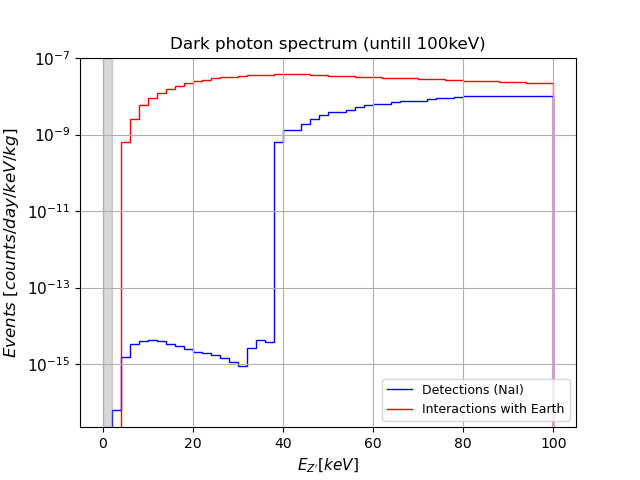 Dark photon spectrum (untill 100keV)
Events [counts/day/keV/kg]
10⁻⁷
10⁻⁹
10⁻¹¹
10⁻¹³
10⁻¹⁵
Detections (NaI)
Interactions with Earth
0 20 40 60 80 100
E_Z′[keV]